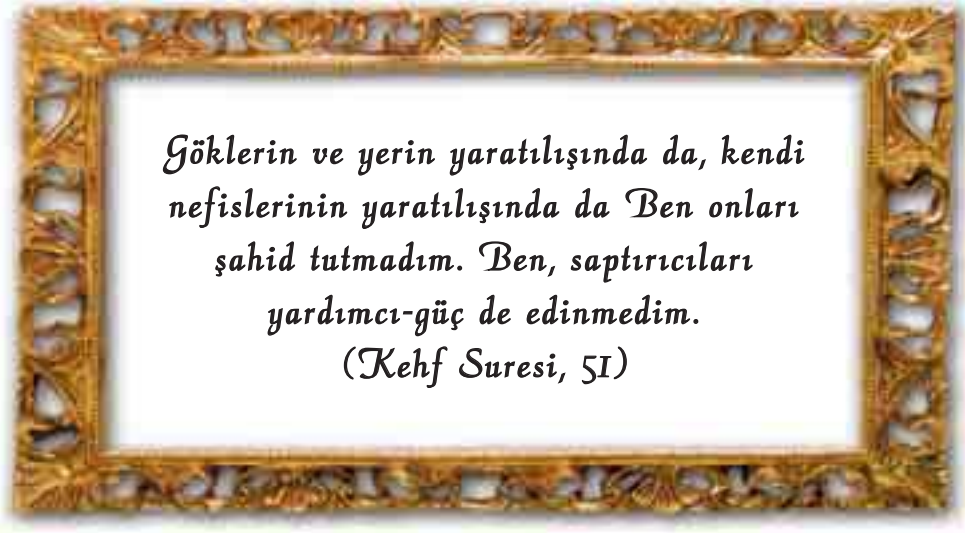 Göklerin ve yerin yaratılışında da, kendi
nefislerinin yaratılışında da Ben onları
şahid tutmadım. Ben, saptırıcıları
yardımcı-güç de edinmedim.
(Kehf Suresi, 51)